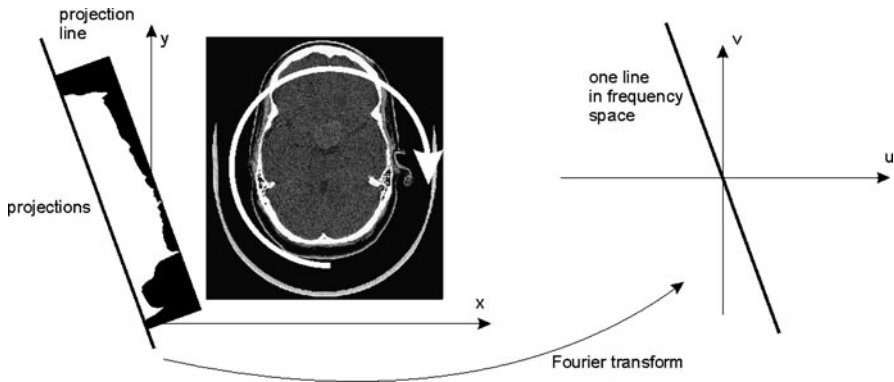 projection
line
y
projections
x
v
one line
in frequency
space
u
Fourier transform